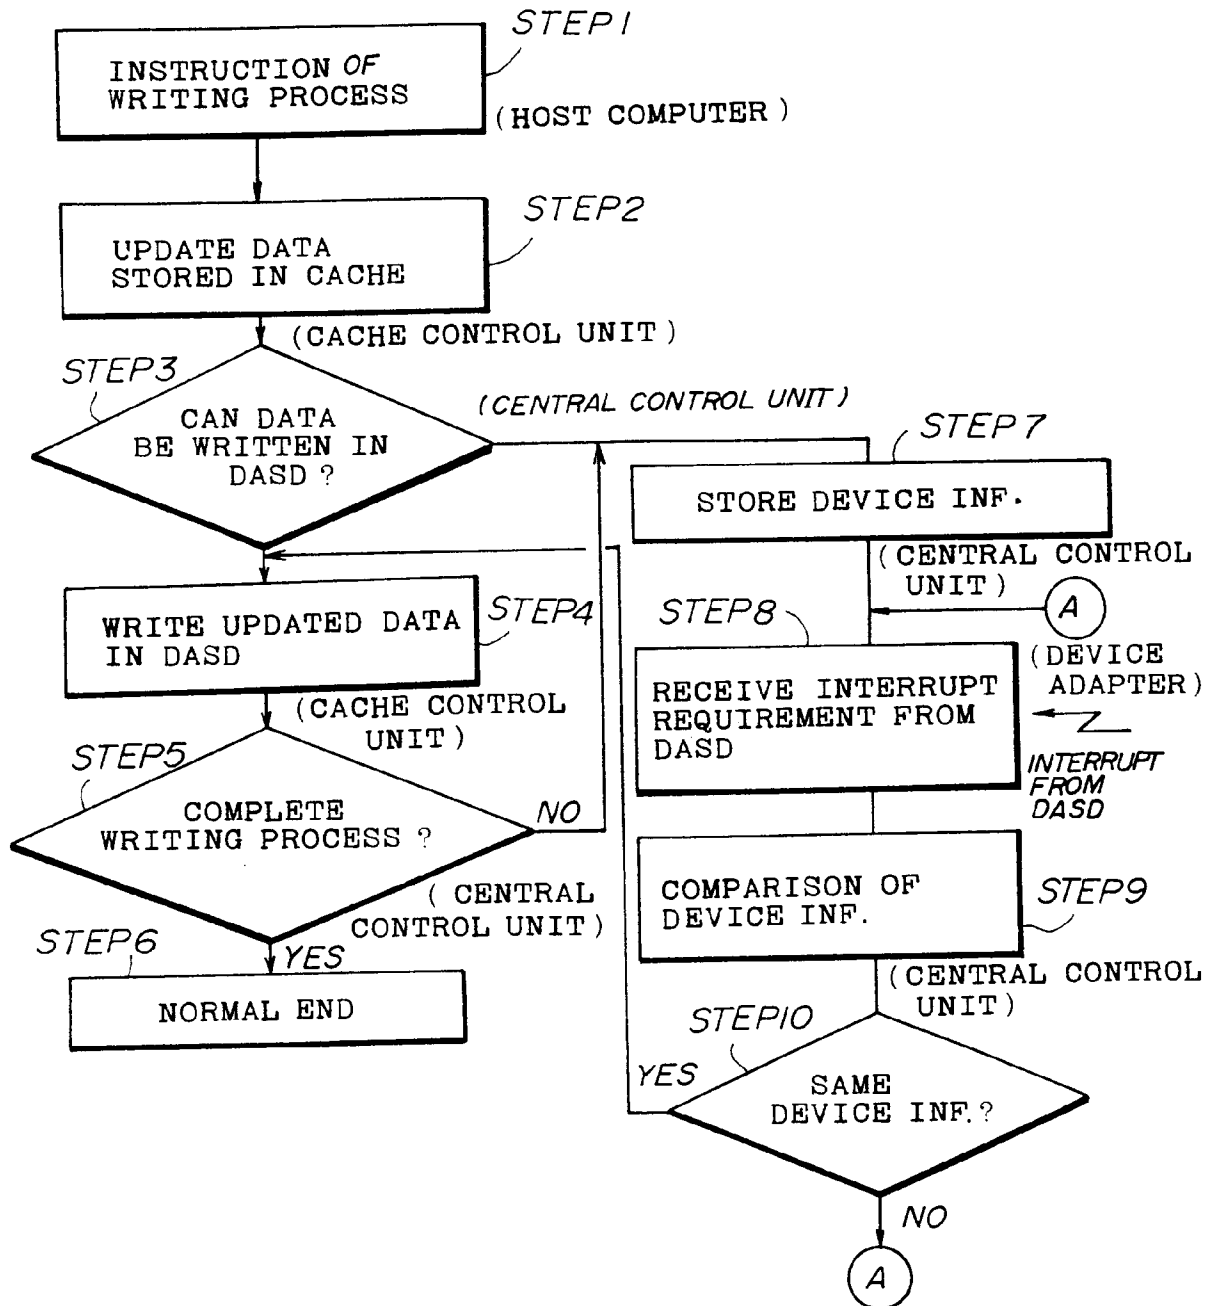 STEP1
INSTRUCTION OF
WRITING PROCESS
(HOST COMPUTER)
STEP2
UPDATE DATA
STORED IN CACHE
(CACHE CONTROL UNIT)
STEP3
CAN DATA
BE WRITTEN IN
DASD?
(CENTRAL CONTROL UNIT)
STEP4
WRITE UPDATED DATA
IN DASD
(CACHE CONTROL
UNIT)
STEP5
COMPLETE
WRITING PROCESS?
NO
(CENTRAL
CONTROL UNIT)
STEP6
YES
NORMAL END
STEP7
STORE DEVICE INF.
(CENTRAL CONTROL
UNIT)
A
STEP8
(DEVICE
ADAPTER)
RECEIVE INTERRUPT
REQUIREMENT FROM
DASD
INTERRUPT
FROM
DASD
STEP9
COMPARISON OF
DEVICE INF.
(CENTRAL CONTROL
UNIT)
STEP10
YES
SAME
DEVICE INF.?
NO
A